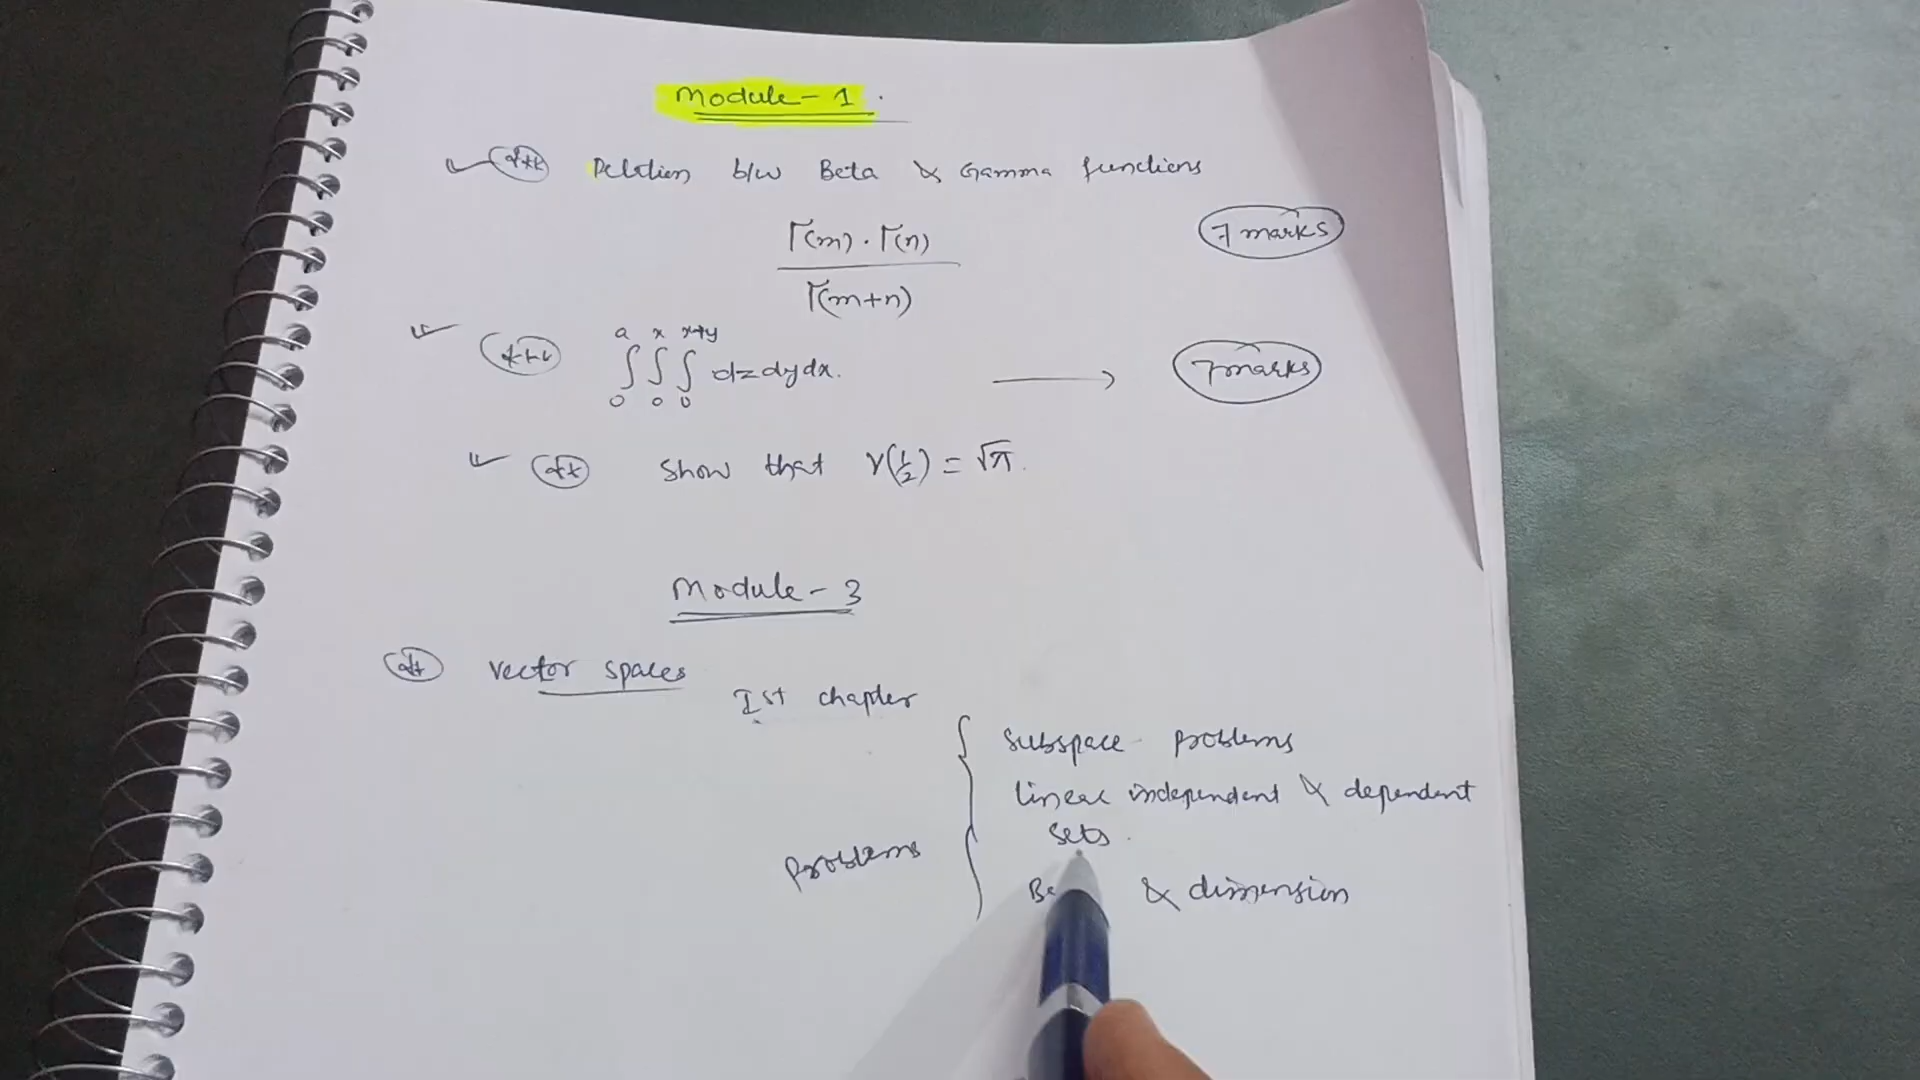 Module - 1
Relation b/w Beta & Gamma functions
Γ(m) . Γ(n)
Γ(m+n)
7 marks
a x x+y
∫∫∫ dz dy dx.
0 0 0
7 marks
Show that γ(1/2) = √π.
Module - 3
vector spaces
Ist chapter
Subspace - problems
linear independent & dependent
sets.
problems
& dimension